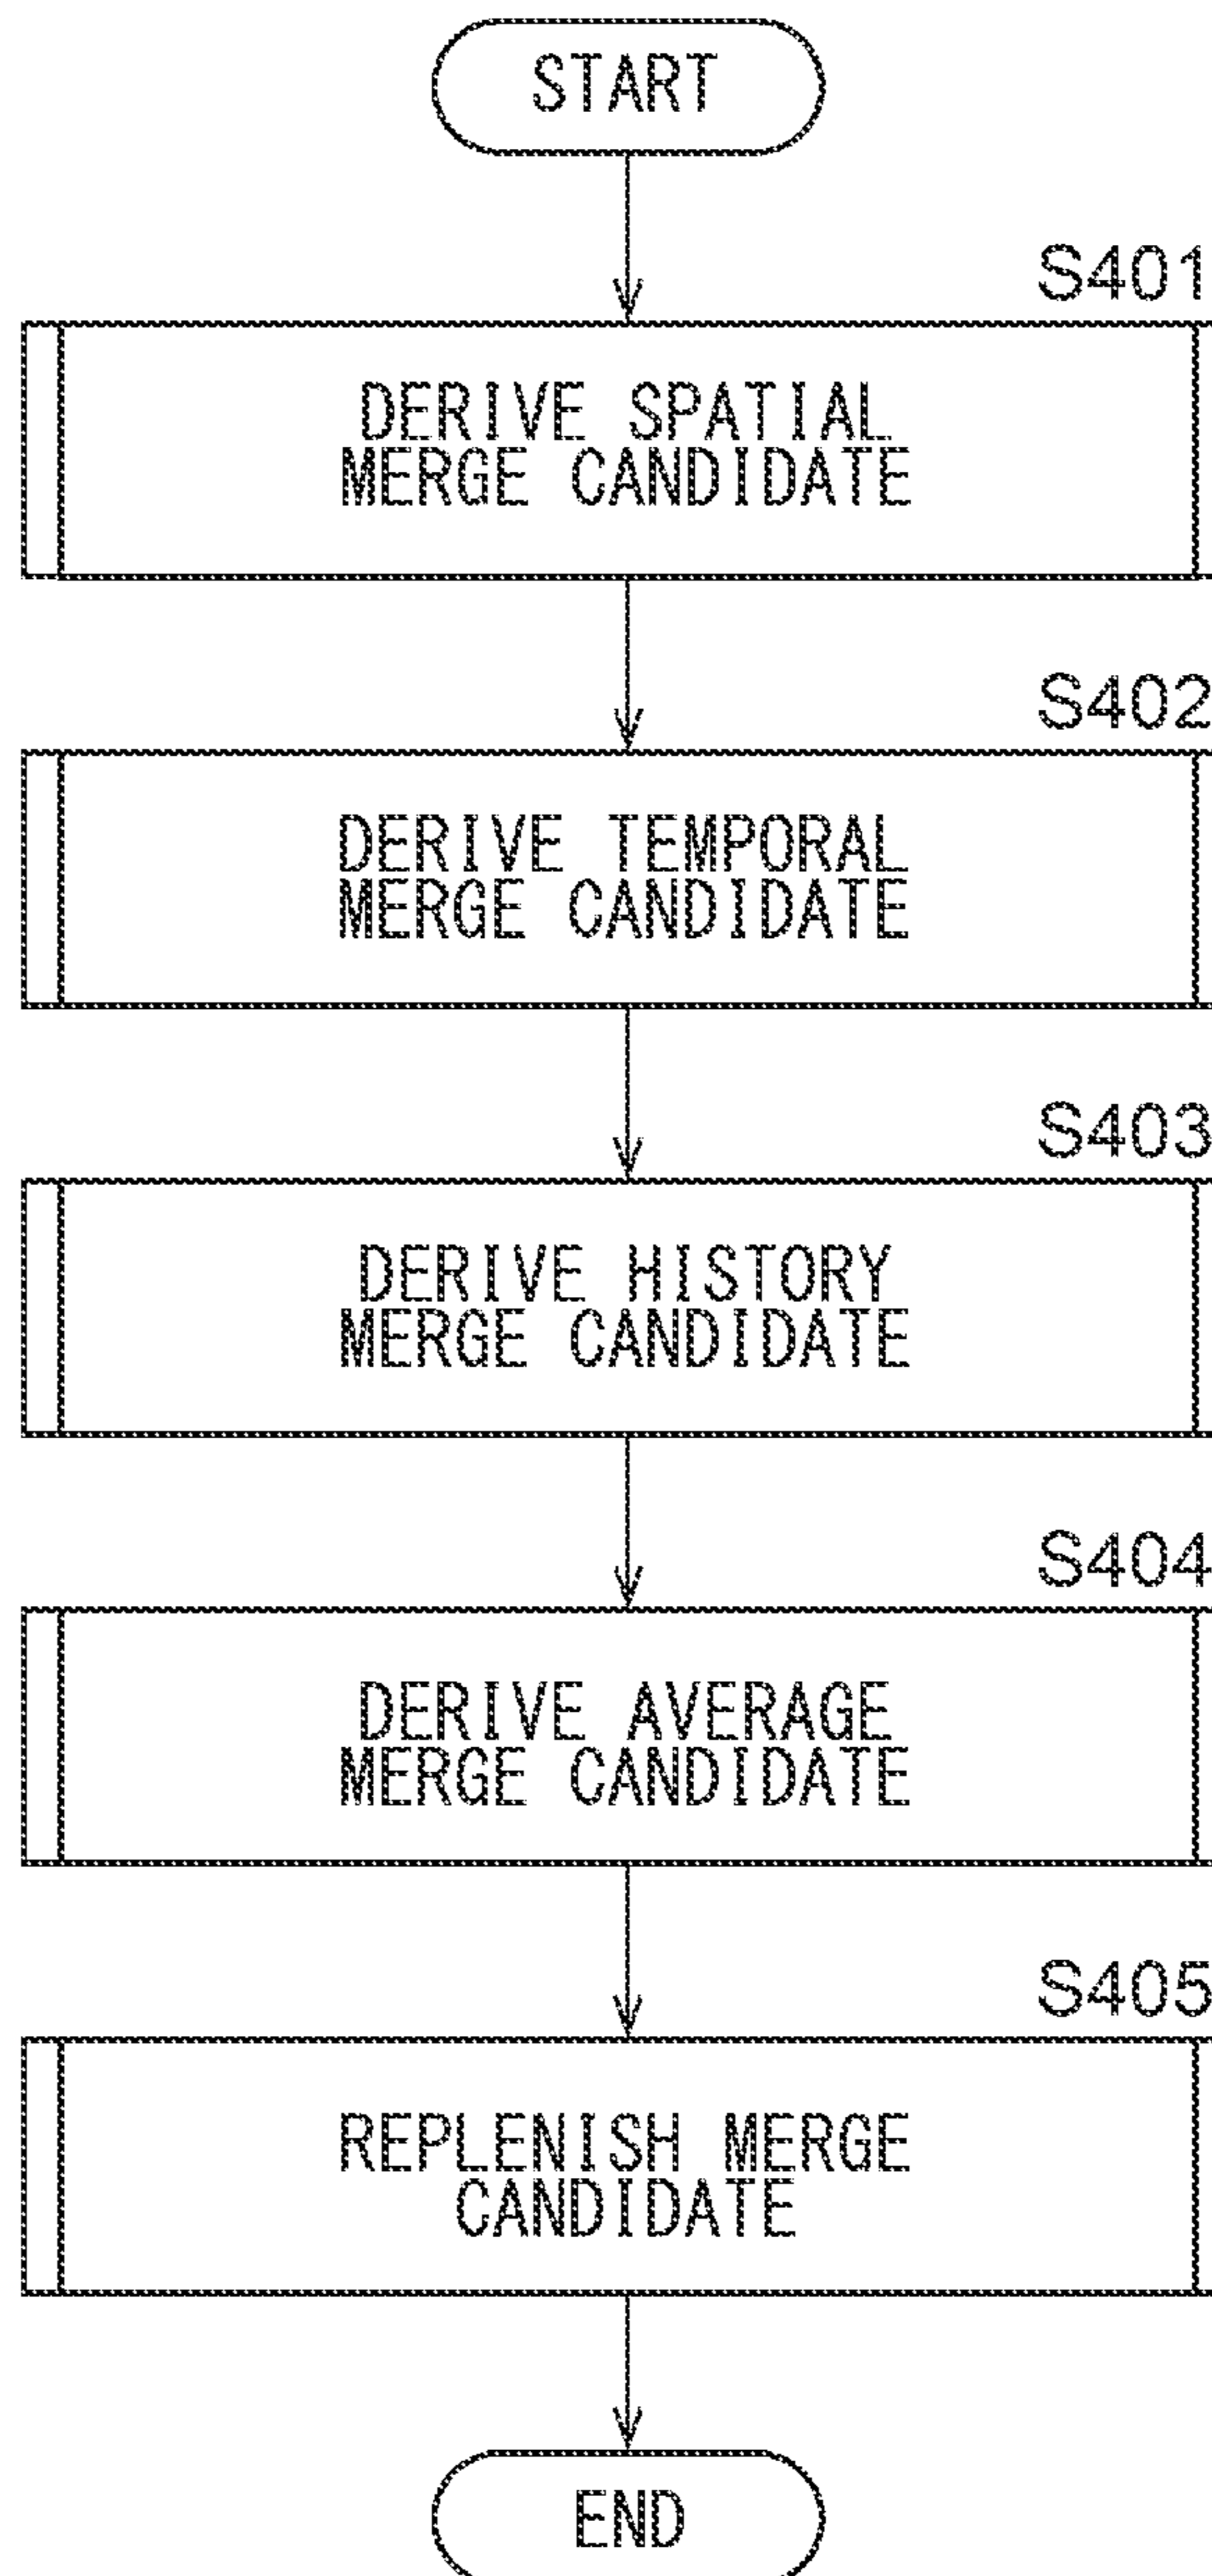 START
S401
DERIVE SPATIAL
MERGE CANDIDATE
S402
DERIVE TEMPORAL
MERGE CANDIDATE
S403
DERIVE HISTORY
MERGE CANDIDATE
S404
DERIVE AVERAGE
MERGE CANDIDATE
S405
REPLENISH MERGE
CANDIDATE
END